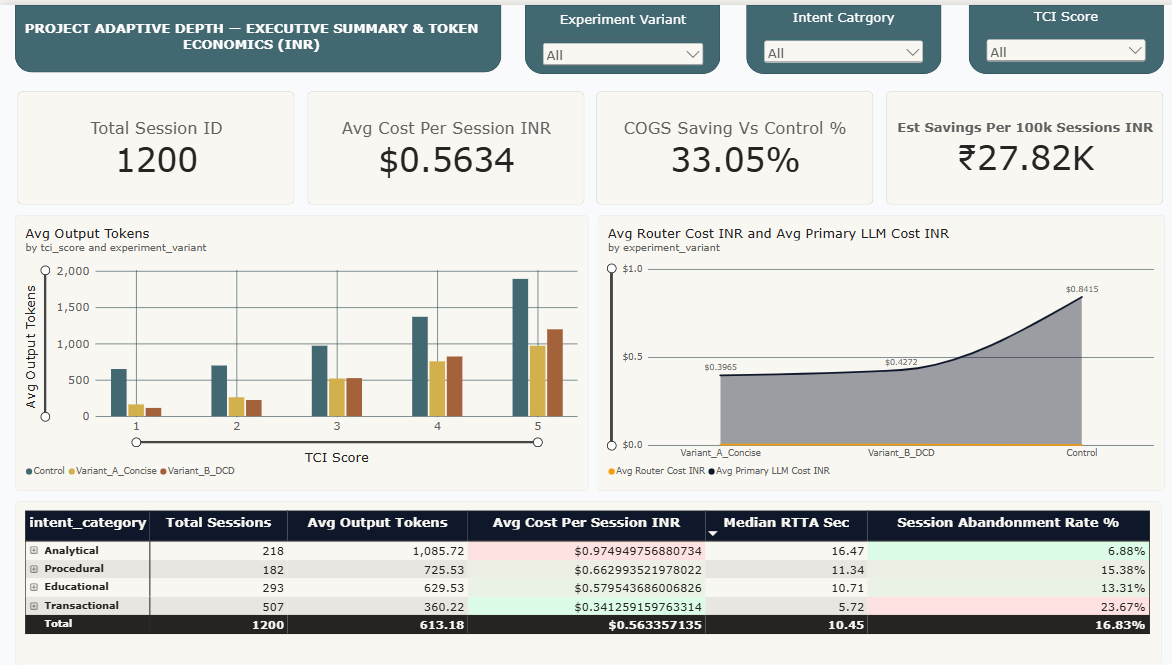 PROJECT ADAPTIVE DEPTH — EXECUTIVE SUMMARY & TOKEN
ECONOMICS (INR)
Experiment Variant
All
Intent Catrgory
All
TCI Score
All
Total Session ID
1200
Avg Cost Per Session INR
$0.5634
COGS Saving Vs Control %
33.05%
Est Savings Per 100k Sessions INR
₹27.82K
Avg Output Tokens
by tci_score and experiment_variant
Avg Output Tokens
2,000
1,500
1,000
500
0
1 2 3 4 5
TCI Score
Control Variant_A_Concise Variant_B_DCD
Avg Router Cost INR and Avg Primary LLM Cost INR
by experiment_variant
$1.0
$0.5
$0.0
$0.3965
$0.4272
$0.8415
Variant_A_Concise Variant_B_DCD Control
Avg Router Cost INR Avg Primary LLM Cost INR
intent_category Total Sessions Avg Output Tokens Avg Cost Per Session INR Median RTTA Sec Session Abandonment Rate %
Analytical 218 1,085.72 $0.974949756880734 16.47 6.88%
Procedural 182 725.53 $0.662993521978022 11.34 15.38%
Educational 293 629.53 $0.579543686006826 10.71 13.31%
Transactional 507 360.22 $0.341259159763314 5.72 23.67%
Total 1200 613.18 $0.563357135 10.45 16.83%